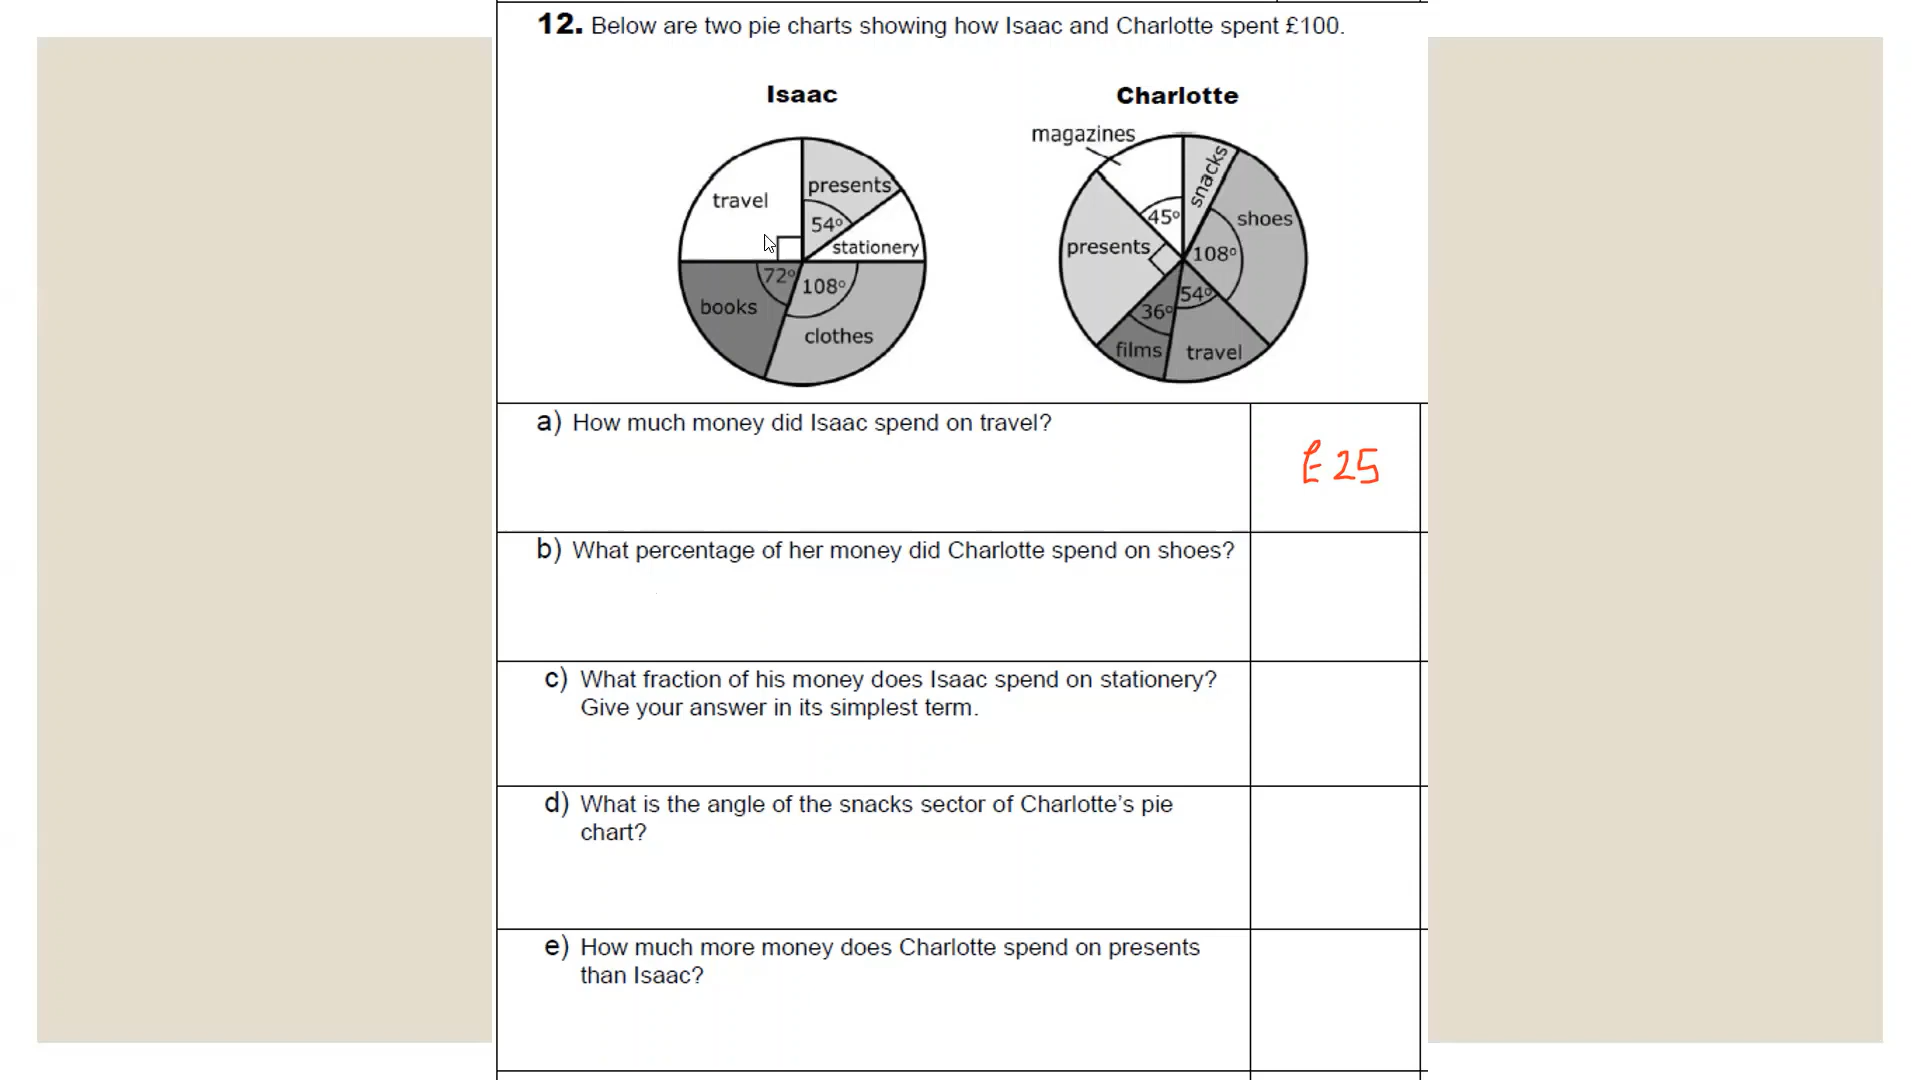 12. Below are two pie charts showing how Isaac and Charlotte spent £100.
Isaac
Charlotte
travel
presents
54°
stationery
72°
108°
books
clothes
magazines
snacks
45°
shoes
presents
108°
54°
36°
films
travel
a) How much money did Isaac spend on travel?
£25
b) What percentage of her money did Charlotte spend on shoes?
c) What fraction of his money does Isaac spend on stationery?
Give your answer in its simplest term.
d) What is the angle of the snacks sector of Charlotte’s pie
chart?
e) How much more money does Charlotte spend on presents
than Isaac?